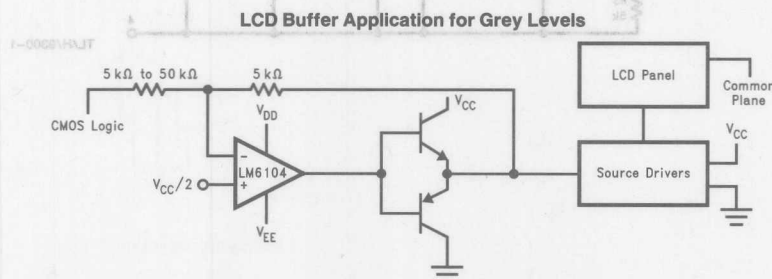 LCD Buffer Application for Grey Levels
5 kΩ to 50 kΩ
5 kΩ
CMOS Logic
VDD
VCC
LM6104
−
+
VCC/2
VEE
LCD Panel
Common
Plane
VCC
Source Drivers